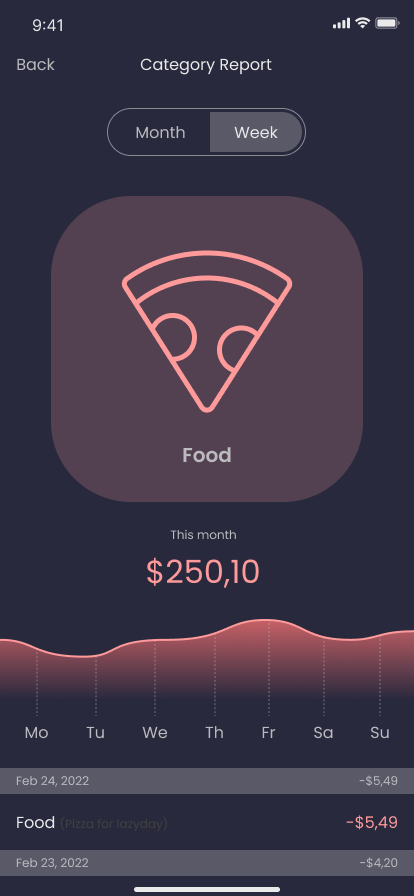 9:41
Back Category Report
Month Week
Food
This month
$250,10
Mo Tu We Th Fr Sa Su
Feb 24, 2022 -$5,49
Food (Pizza for lazyday) -$5,49
Feb 23, 2022 -$4,20